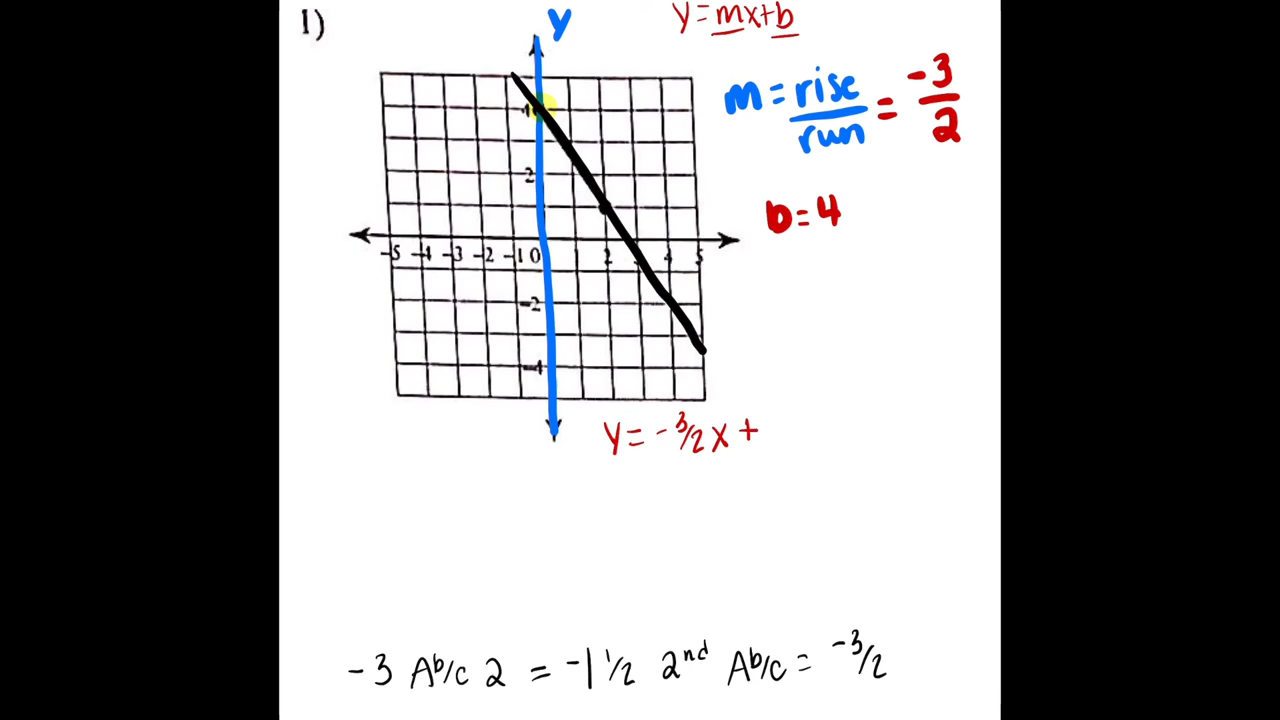 1)
y
y=mx+b
m = rise/run = -3/2
b=4
4
2
-5 -4 -3 -2 -1 0 2 3 4 5
-2
-4
y = -3/2 x +
-3 Ab/c 2 = -1 1/2 2nd Ab/c = -3/2